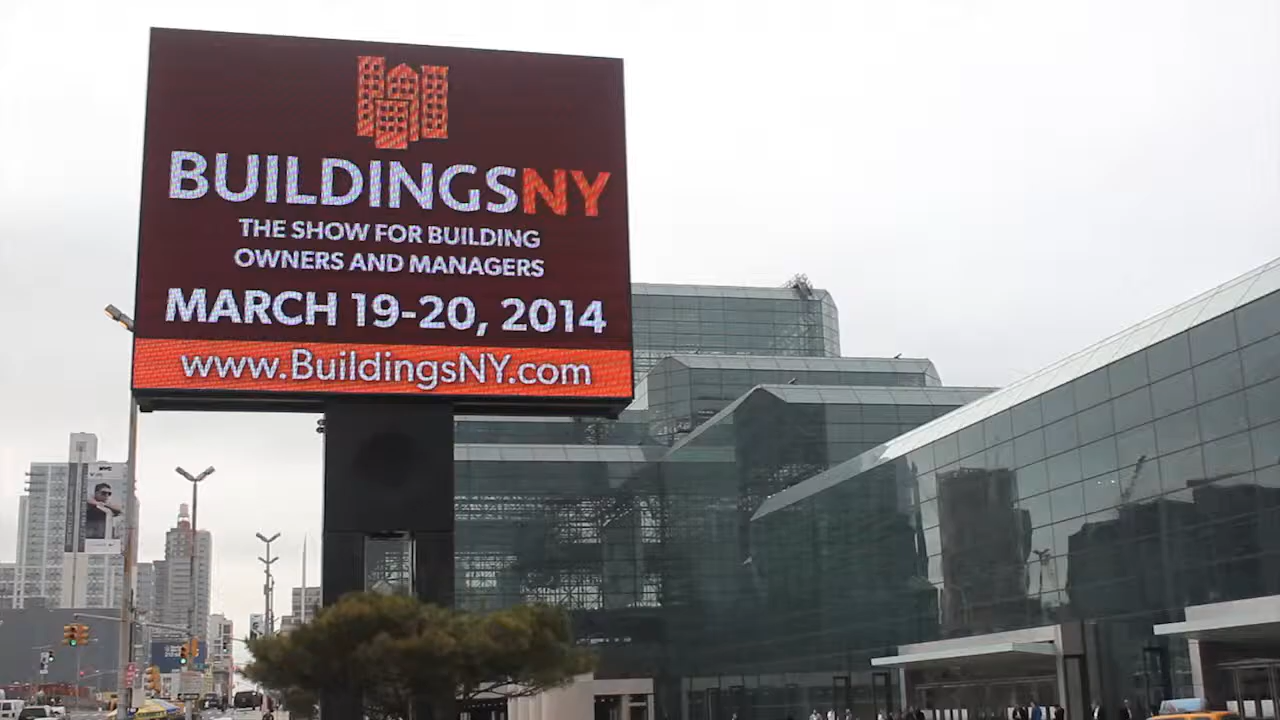 BUILDINGSNY
THE SHOW FOR BUILDING
OWNERS AND MANAGERS
MARCH 19-20, 2014
www.BuildingsNY.com